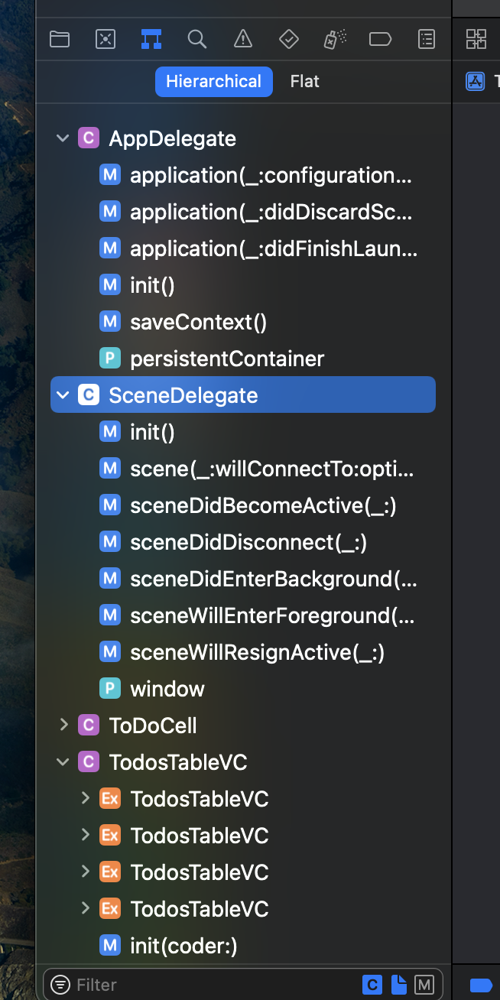 Hierarchical Flat
C AppDelegate
M application(_:configuration...
M application(_:didDiscardSc...
M application(_:didFinishLaun...
M init()
M saveContext()
P persistentContainer
C SceneDelegate
M init()
M scene(_:willConnectTo:opti...
M sceneDidBecomeActive(_:)
M sceneDidDisconnect(_:)
M sceneDidEnterBackground(...
M sceneWillEnterForeground(...
M sceneWillResignActive(_:)
P window
C ToDoCell
C TodosTableVC
Ex TodosTableVC
Ex TodosTableVC
Ex TodosTableVC
Ex TodosTableVC
M init(coder:)
Filter C M